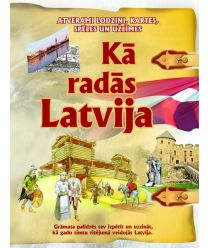 ATVERAMI LODZIŅI, KARTES,
SPĒLES UN UZLĪMES
Kā
radās
Latvija
Grāmata palīdzēs tev izpētīt un uzzināt,
kā gadu simtu ritējumā veidojās Latvija.